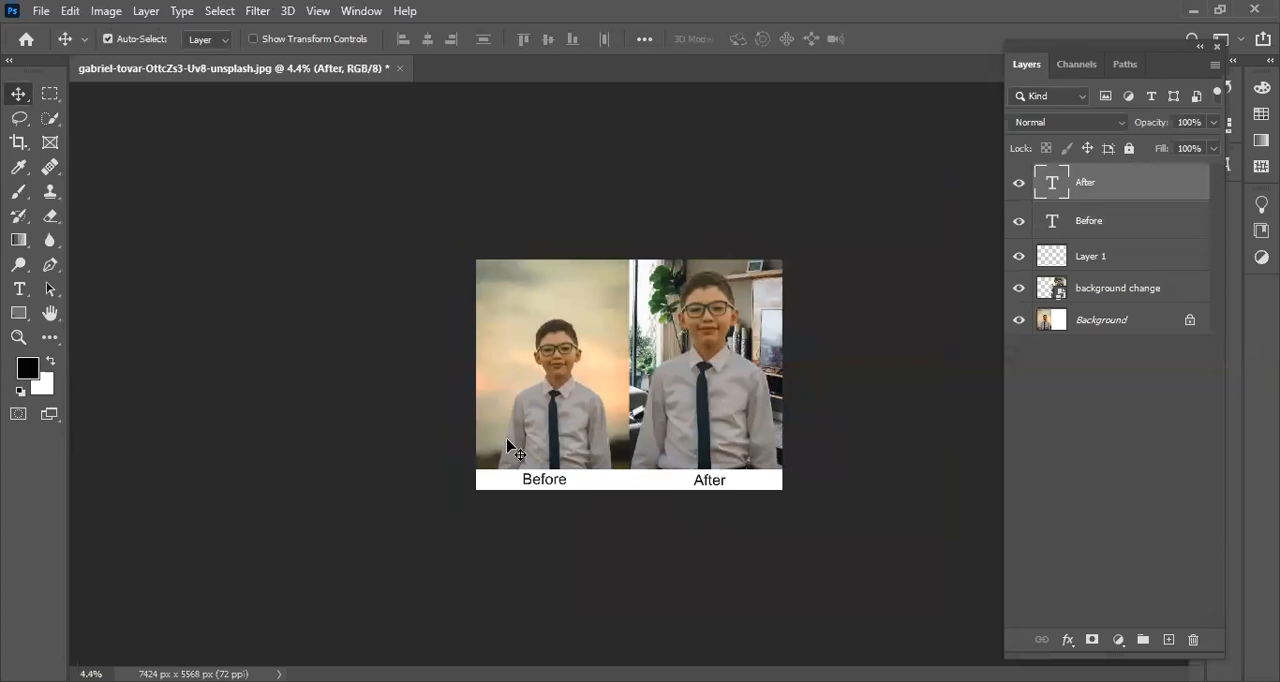 Ps File Edit Image Layer Type Select Filter 3D View Window Help
Auto-Select: Layer Show Transform Controls ••• 3D Mode
gabriel-tovar-OttcZs3-Uv8-unsplash.jpg @ 4.4% (After, RGB/8) * ×
Layers Channels Paths
Kind
Normal Opacity: 100%
Lock: Fill: 100%
T After
T Before
Layer 1
background change
Background
Before After
fx
4.4% 7424 px x 5568 px (72 ppi)